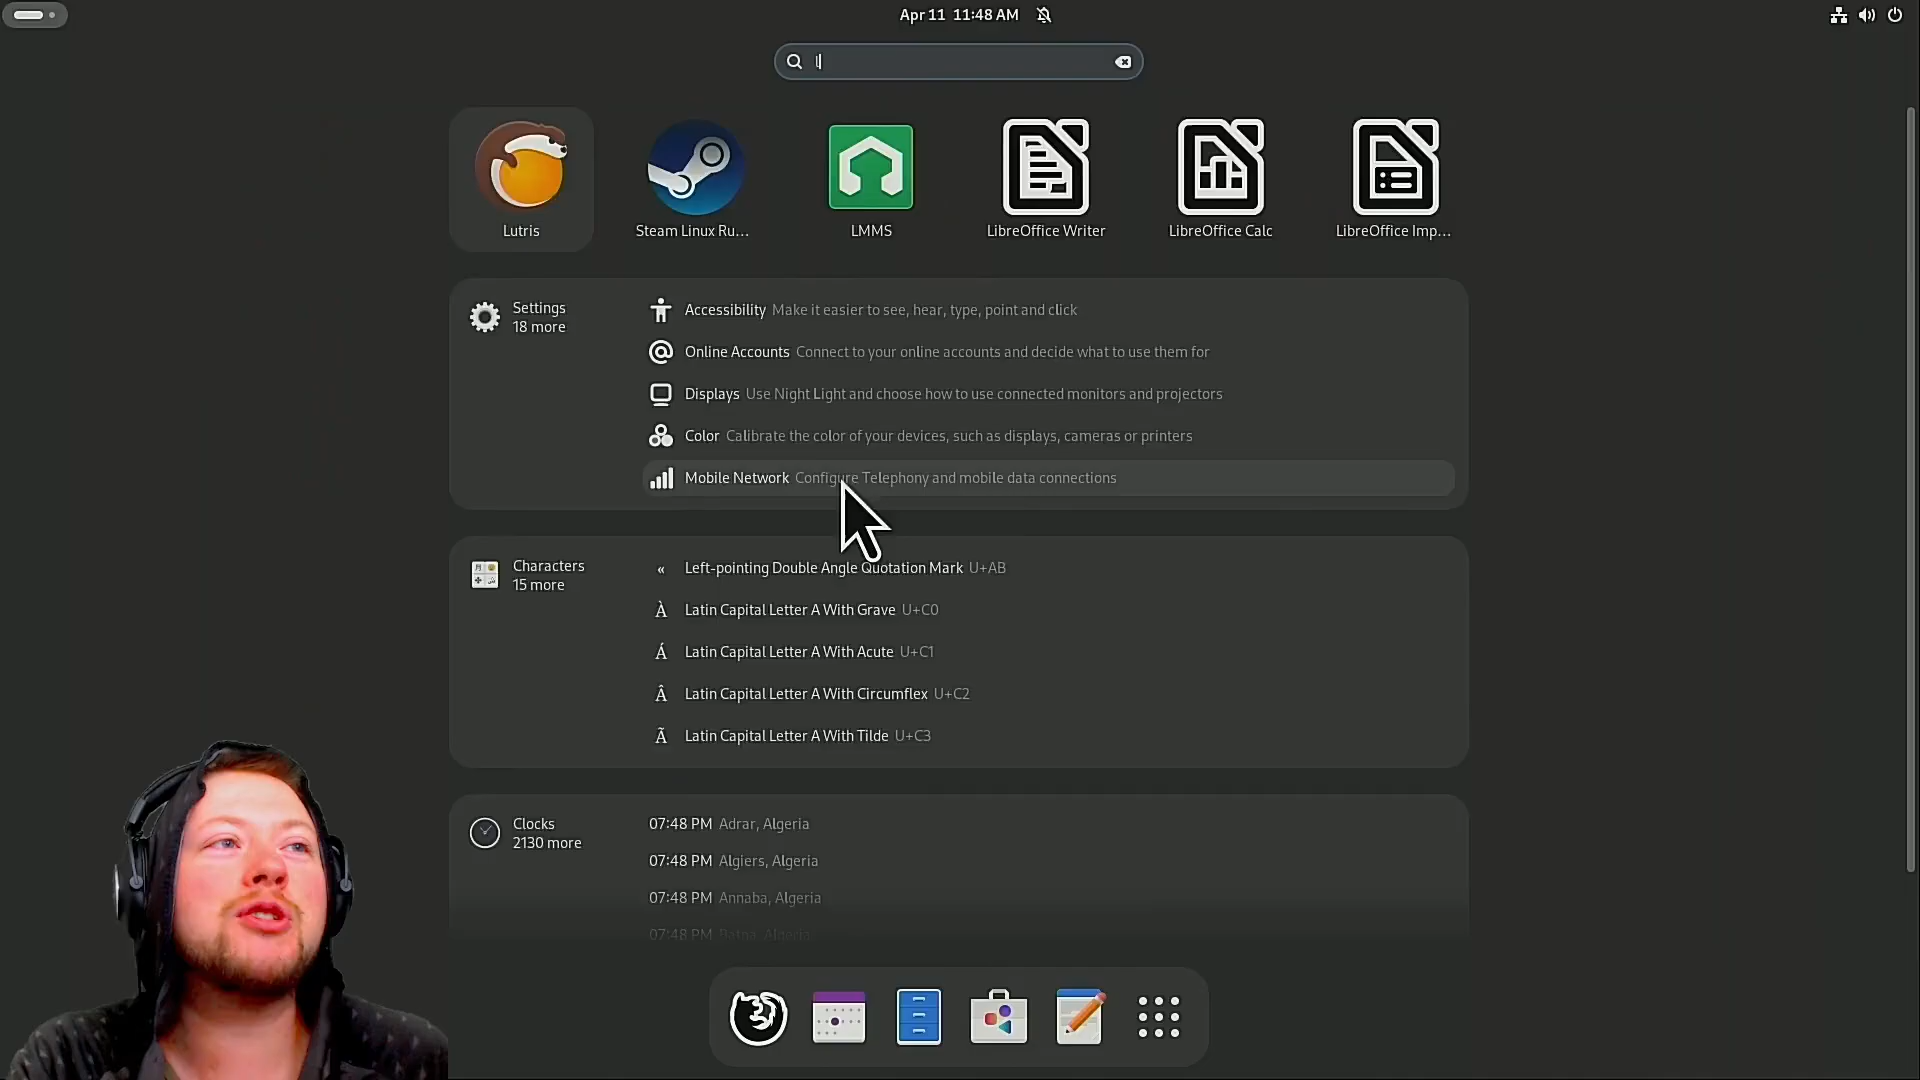 Apr 11 11:48 AM
l
Lutris
Steam Linux Ru...
LMMS
LibreOffice Writer
LibreOffice Calc
LibreOffice Imp...
Settings
18 more
Accessibility Make it easier to see, hear, type, point and click
Online Accounts Connect to your online accounts and decide what to use them for
Displays Use Night Light and choose how to use connected monitors and projectors
Color Calibrate the color of your devices, such as displays, cameras or printers
Mobile Network Configure Telephony and mobile data connections
Characters
15 more
« Left-pointing Double Angle Quotation Mark U+AB
À Latin Capital Letter A With Grave U+C0
Á Latin Capital Letter A With Acute U+C1
Â Latin Capital Letter A With Circumflex U+C2
Ã Latin Capital Letter A With Tilde U+C3
Clocks
2130 more
07:48 PM Adrar, Algeria
07:48 PM Algiers, Algeria
07:48 PM Annaba, Algeria
07:48 PM Batna, Algeria